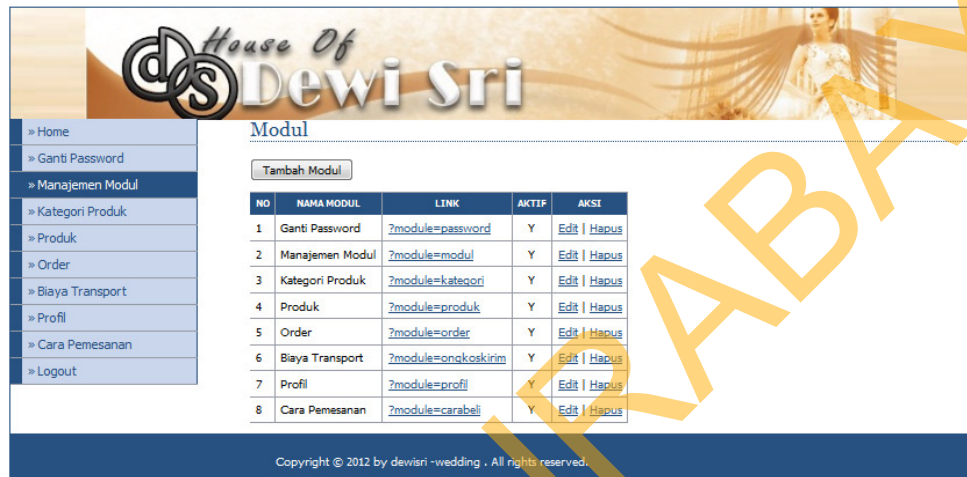 ds House Of
Dewi Sri
» Home
» Ganti Password
» Manajemen Modul
» Kategori Produk
» Produk
» Order
» Biaya Transport
» Profil
» Cara Pemesanan
» Logout
Modul
Tambah Modul
NO NAMA MODUL LINK AKTIF AKSI
1 Ganti Password ?module=password Y Edit | Hapus
2 Manajemen Modul ?module=modul Y Edit | Hapus
3 Kategori Produk ?module=kategori Y Edit | Hapus
4 Produk ?module=produk Y Edit | Hapus
5 Order ?module=order Y Edit | Hapus
6 Biaya Transport ?module=ongkoskirim Y Edit | Hapus
7 Profil ?module=profil Y Edit | Hapus
8 Cara Pemesanan ?module=carabeli Y Edit | Hapus
Copyright © 2012 by dewisri -wedding . All rights reserved.
IRABAY